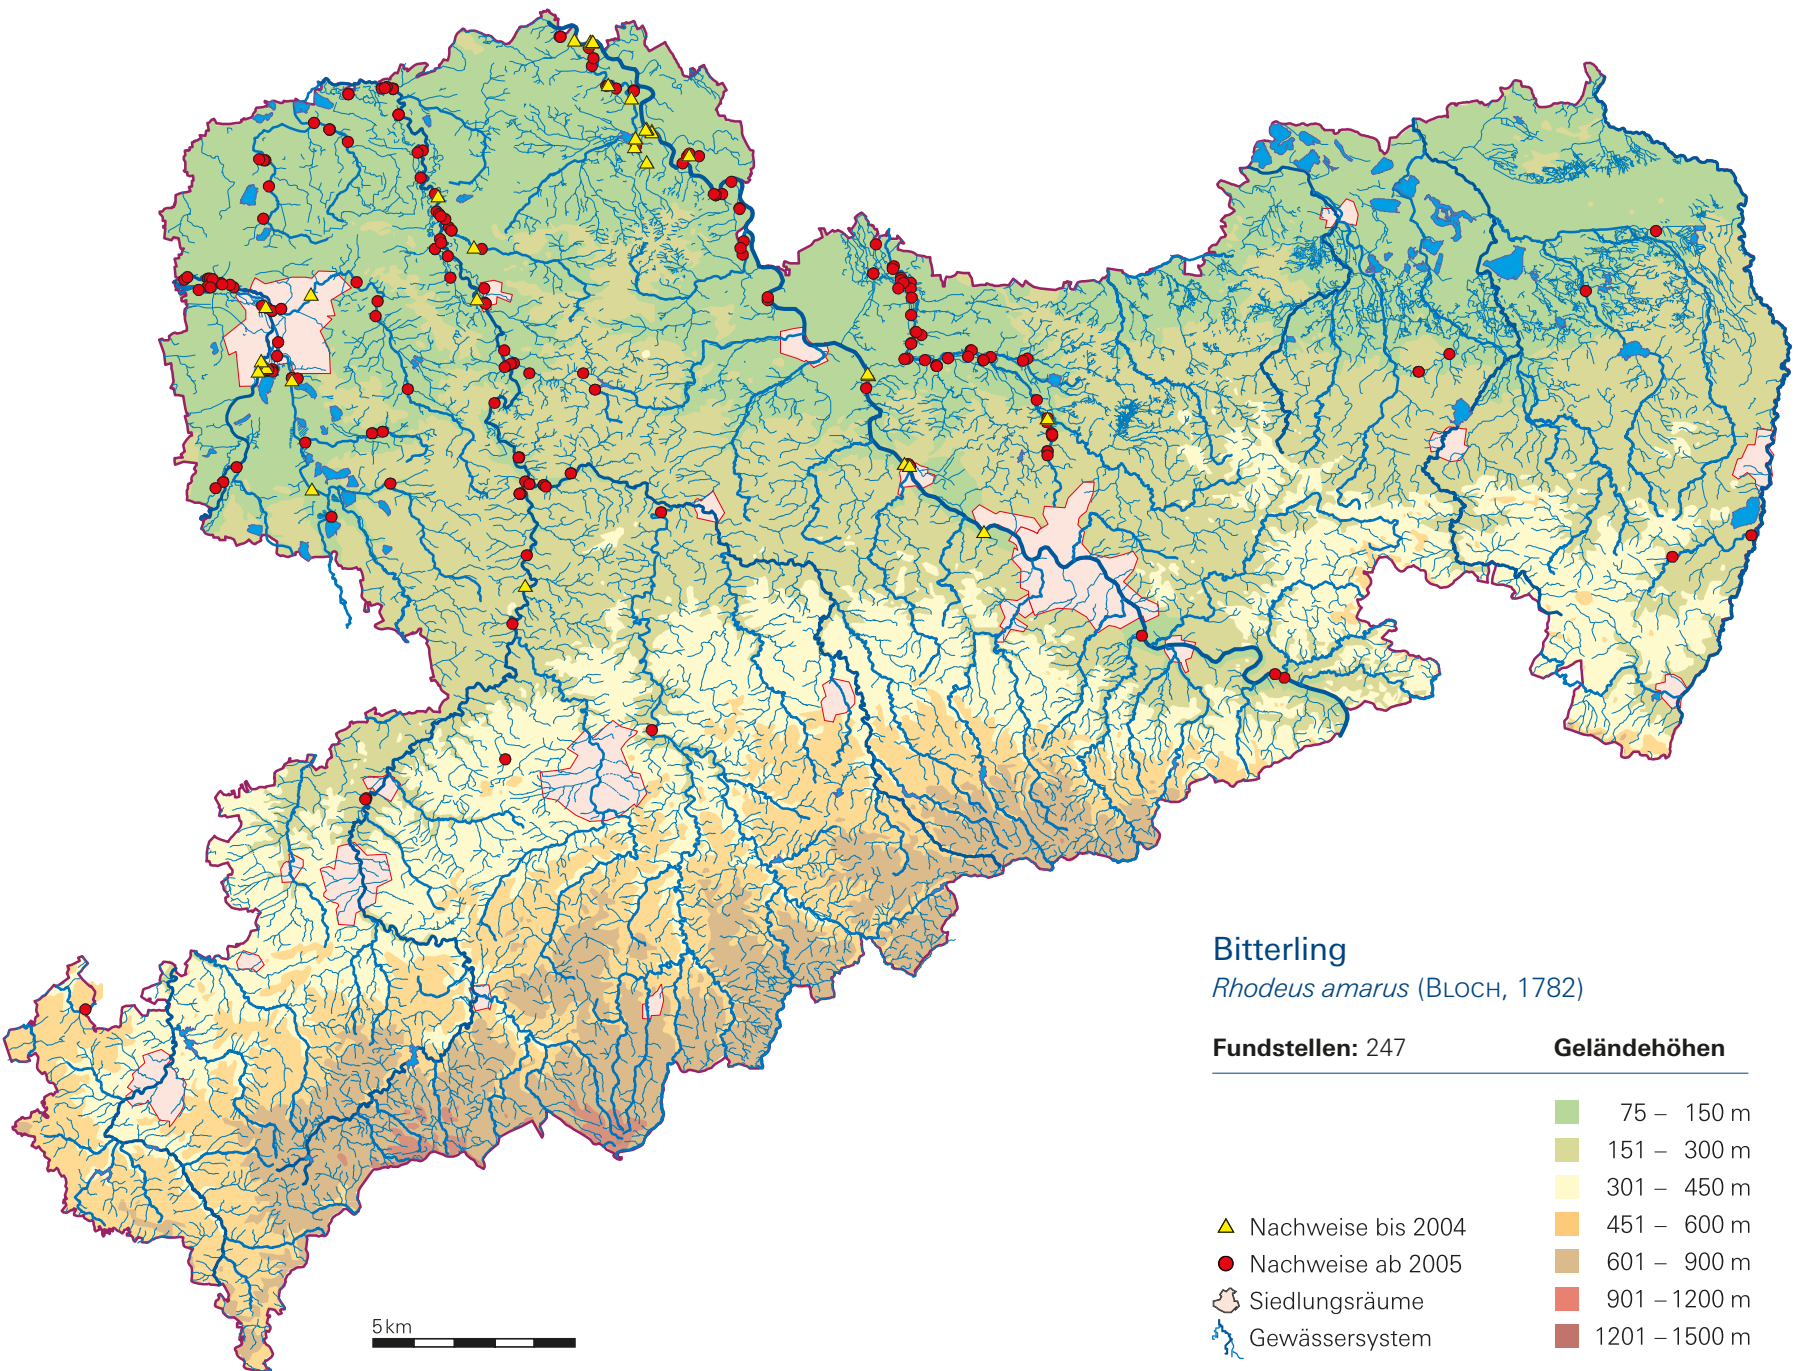 Bitterling
Rhodeus amarus (BLOCH, 1782)
Fundstellen: 247
Geländehöhen
75 – 150 m
151 – 300 m
301 – 450 m
451 – 600 m
601 – 900 m
901 – 1200 m
1201 – 1500 m
Nachweise bis 2004
Nachweise ab 2005
Siedlungsräume
Gewässersystem
5 km